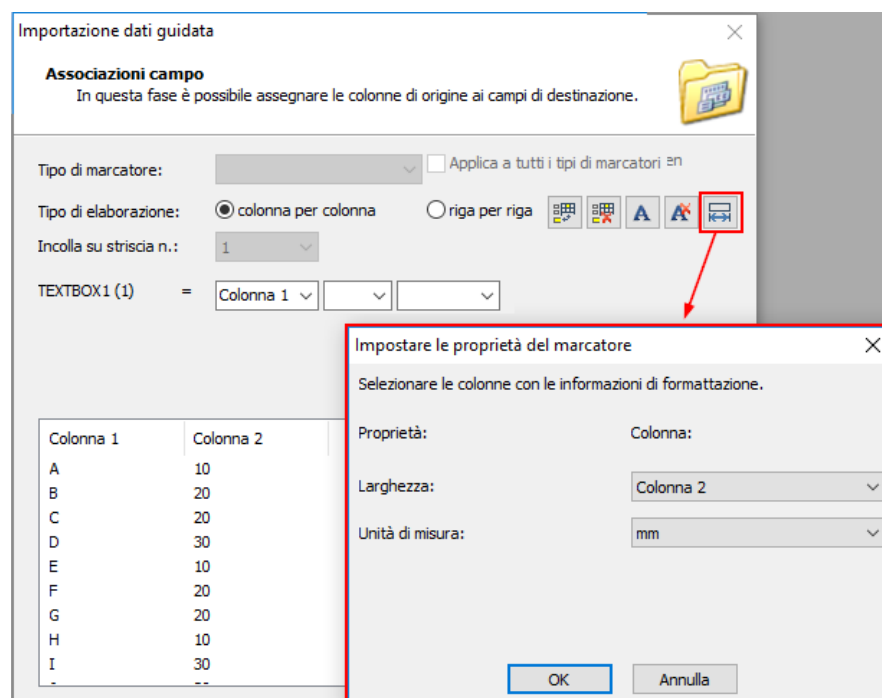 Importazione dati guidata
Associazioni campo
In questa fase è possibile assegnare le colonne di origine ai campi di destinazione.
Tipo di marcatore:
Applica a tutti i tipi di marcatori en
Tipo di elaborazione:
colonna per colonna
riga per riga
Incolla su striscia n.:
1
TEXTBOX1 (1) = Colonna 1
Impostare le proprietà del marcatore
Selezionare le colonne con le informazioni di formattazione.
Proprietà: Colonna:
Larghezza: Colonna 2
Unità di misura: mm
OK Annulla
Colonna 1 Colonna 2
A 10
B 20
C 20
D 30
E 10
F 20
G 20
H 10
I 30